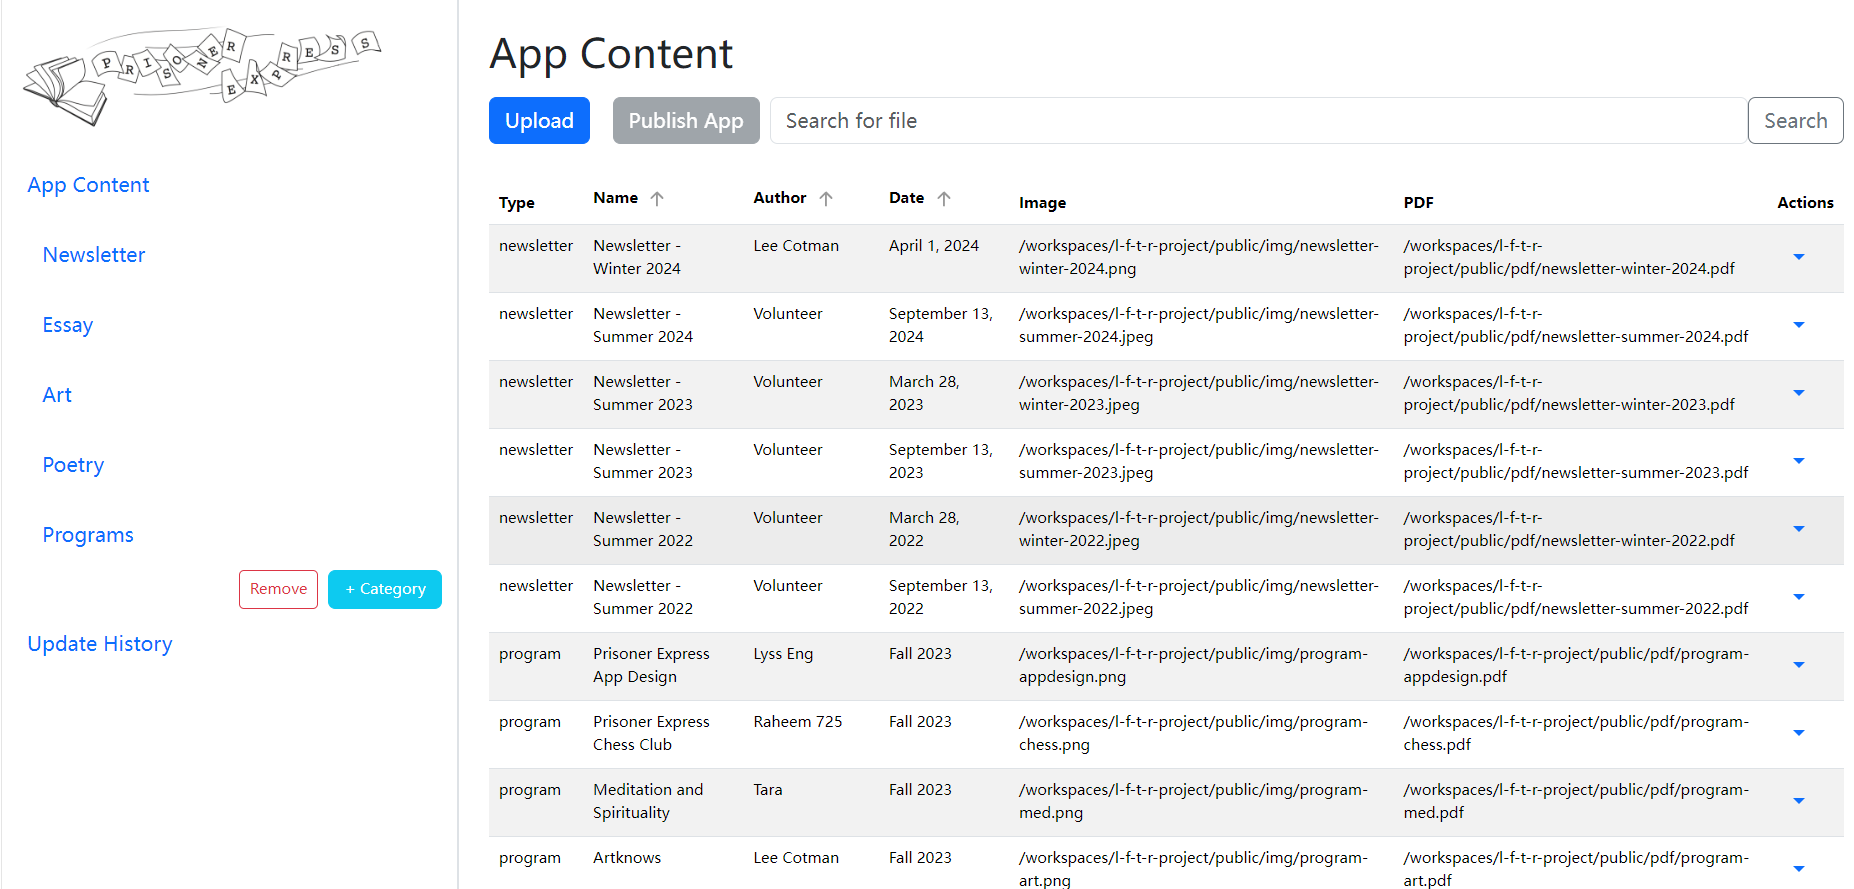 PRISONER
EXPRESS
App Content
Newsletter
Essay
Art
Poetry
Programs
Remove
+ Category
Update History
App Content
Upload
Publish App
Search for file
Search
Type Name Author Date Image PDF Actions
newsletter Newsletter - Lee Cotman April 1, 2024 /workspaces/l-f-t-r-project/public/img/newsletter- /workspaces/l-f-t-r-
Winter 2024 winter-2024.png project/public/pdf/newsletter-winter-2024.pdf
newsletter Newsletter - Volunteer September 13, /workspaces/l-f-t-r-project/public/img/newsletter- /workspaces/l-f-t-r-
Summer 2024 2024 summer-2024.jpeg project/public/pdf/newsletter-summer-2024.pdf
newsletter Newsletter - Volunteer March 28, /workspaces/l-f-t-r-project/public/img/newsletter- /workspaces/l-f-t-r-
Summer 2023 2023 winter-2023.jpeg project/public/pdf/newsletter-winter-2023.pdf
newsletter Newsletter - Volunteer September 13, /workspaces/l-f-t-r-project/public/img/newsletter- /workspaces/l-f-t-r-
Summer 2023 2023 summer-2023.jpeg project/public/pdf/newsletter-summer-2023.pdf
newsletter Newsletter - Volunteer March 28, /workspaces/l-f-t-r-project/public/img/newsletter- /workspaces/l-f-t-r-
Summer 2022 2022 winter-2022.jpeg project/public/pdf/newsletter-winter-2022.pdf
newsletter Newsletter - Volunteer September 13, /workspaces/l-f-t-r-project/public/img/newsletter- /workspaces/l-f-t-r-
Summer 2022 2022 summer-2022.jpeg project/public/pdf/newsletter-summer-2022.pdf
program Prisoner Express Lyss Eng Fall 2023 /workspaces/l-f-t-r-project/public/img/program- /workspaces/l-f-t-r-project/public/pdf/program-
App Design appdesign.png appdesign.pdf
program Prisoner Express Raheem 725 Fall 2023 /workspaces/l-f-t-r-project/public/img/program- /workspaces/l-f-t-r-project/public/pdf/program-
Chess Club chess.png chess.pdf
program Meditation and Tara Fall 2023 /workspaces/l-f-t-r-project/public/img/program- /workspaces/l-f-t-r-project/public/pdf/program-
Spirituality med.png med.pdf
program Artknows Lee Cotman Fall 2023 /workspaces/l-f-t-r-project/public/img/program- /workspaces/l-f-t-r-project/public/pdf/program-
art.png art.pdf